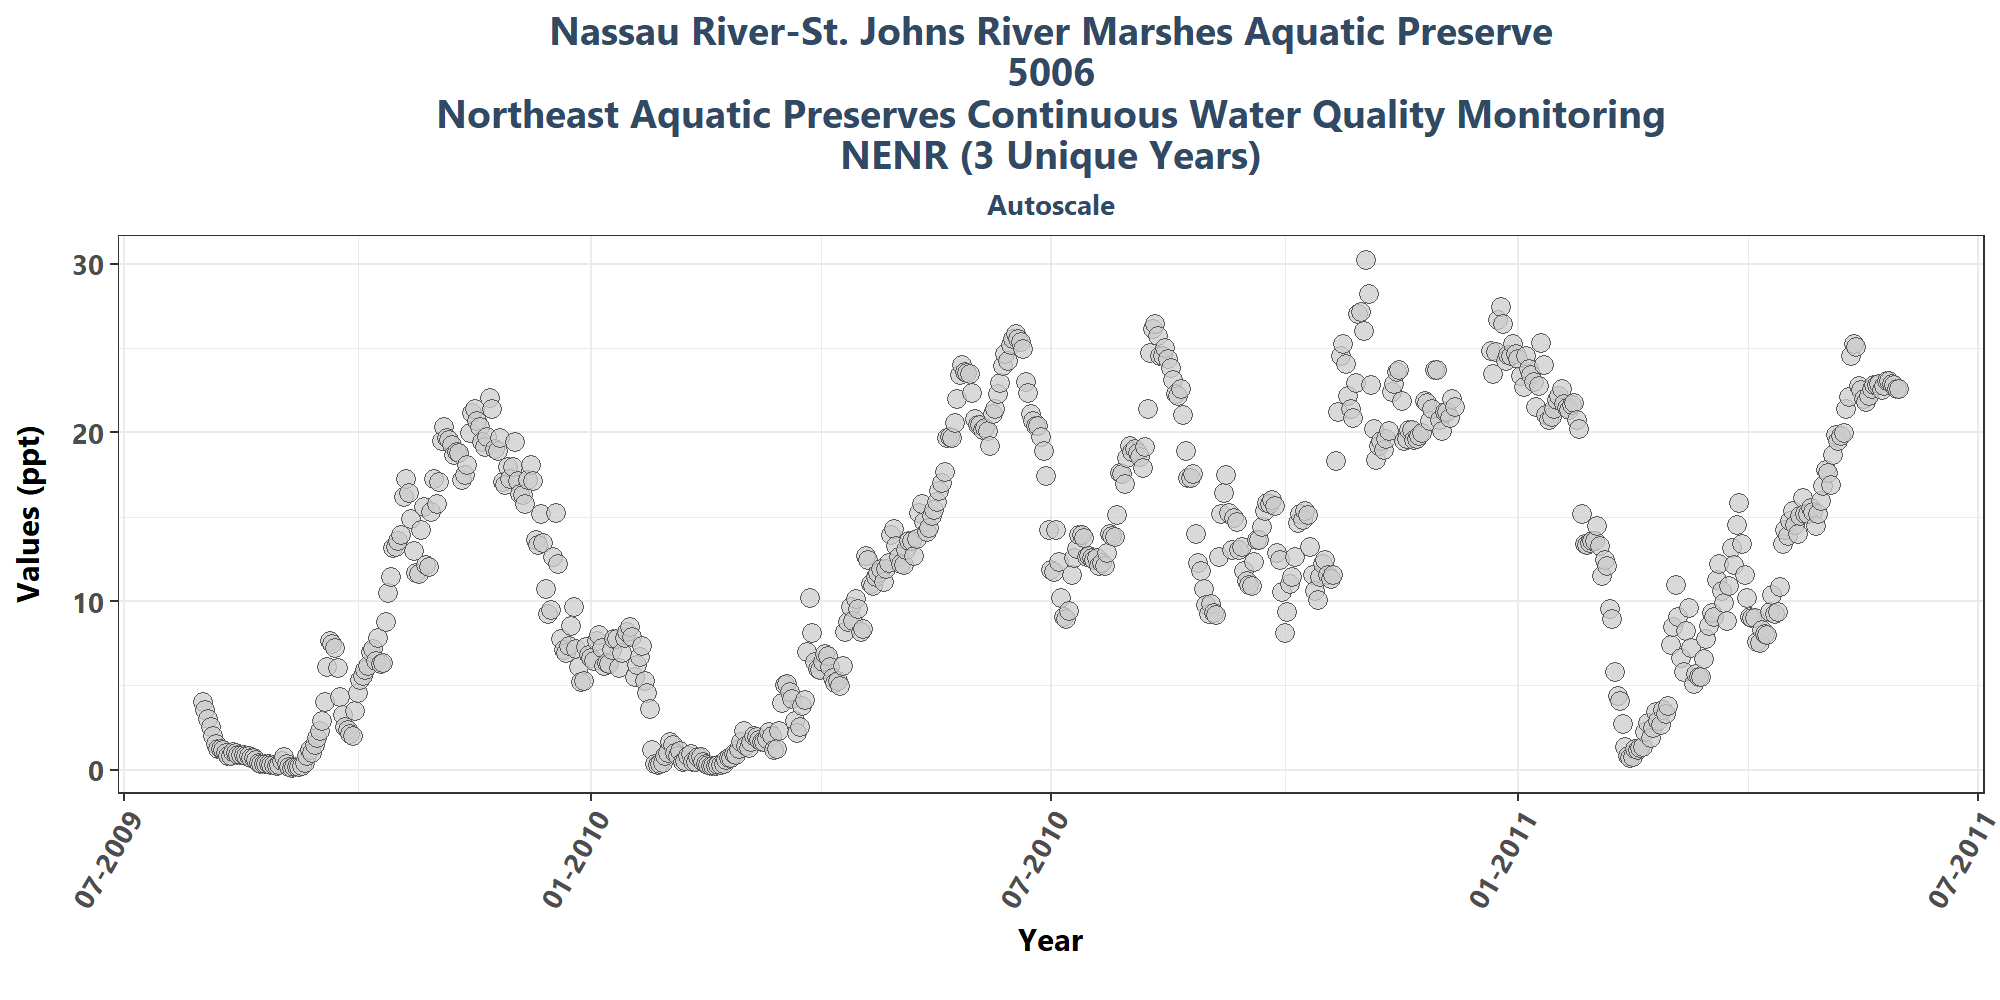 Nassau River-St. Johns River Marshes Aquatic Preserve
5006
Northeast Aquatic Preserves Continuous Water Quality Monitoring
NENR (3 Unique Years)
Autoscale
30
20
10
0
Values (ppt)
07-2009
01-2010
07-2010
01-2011
07-2011
Year